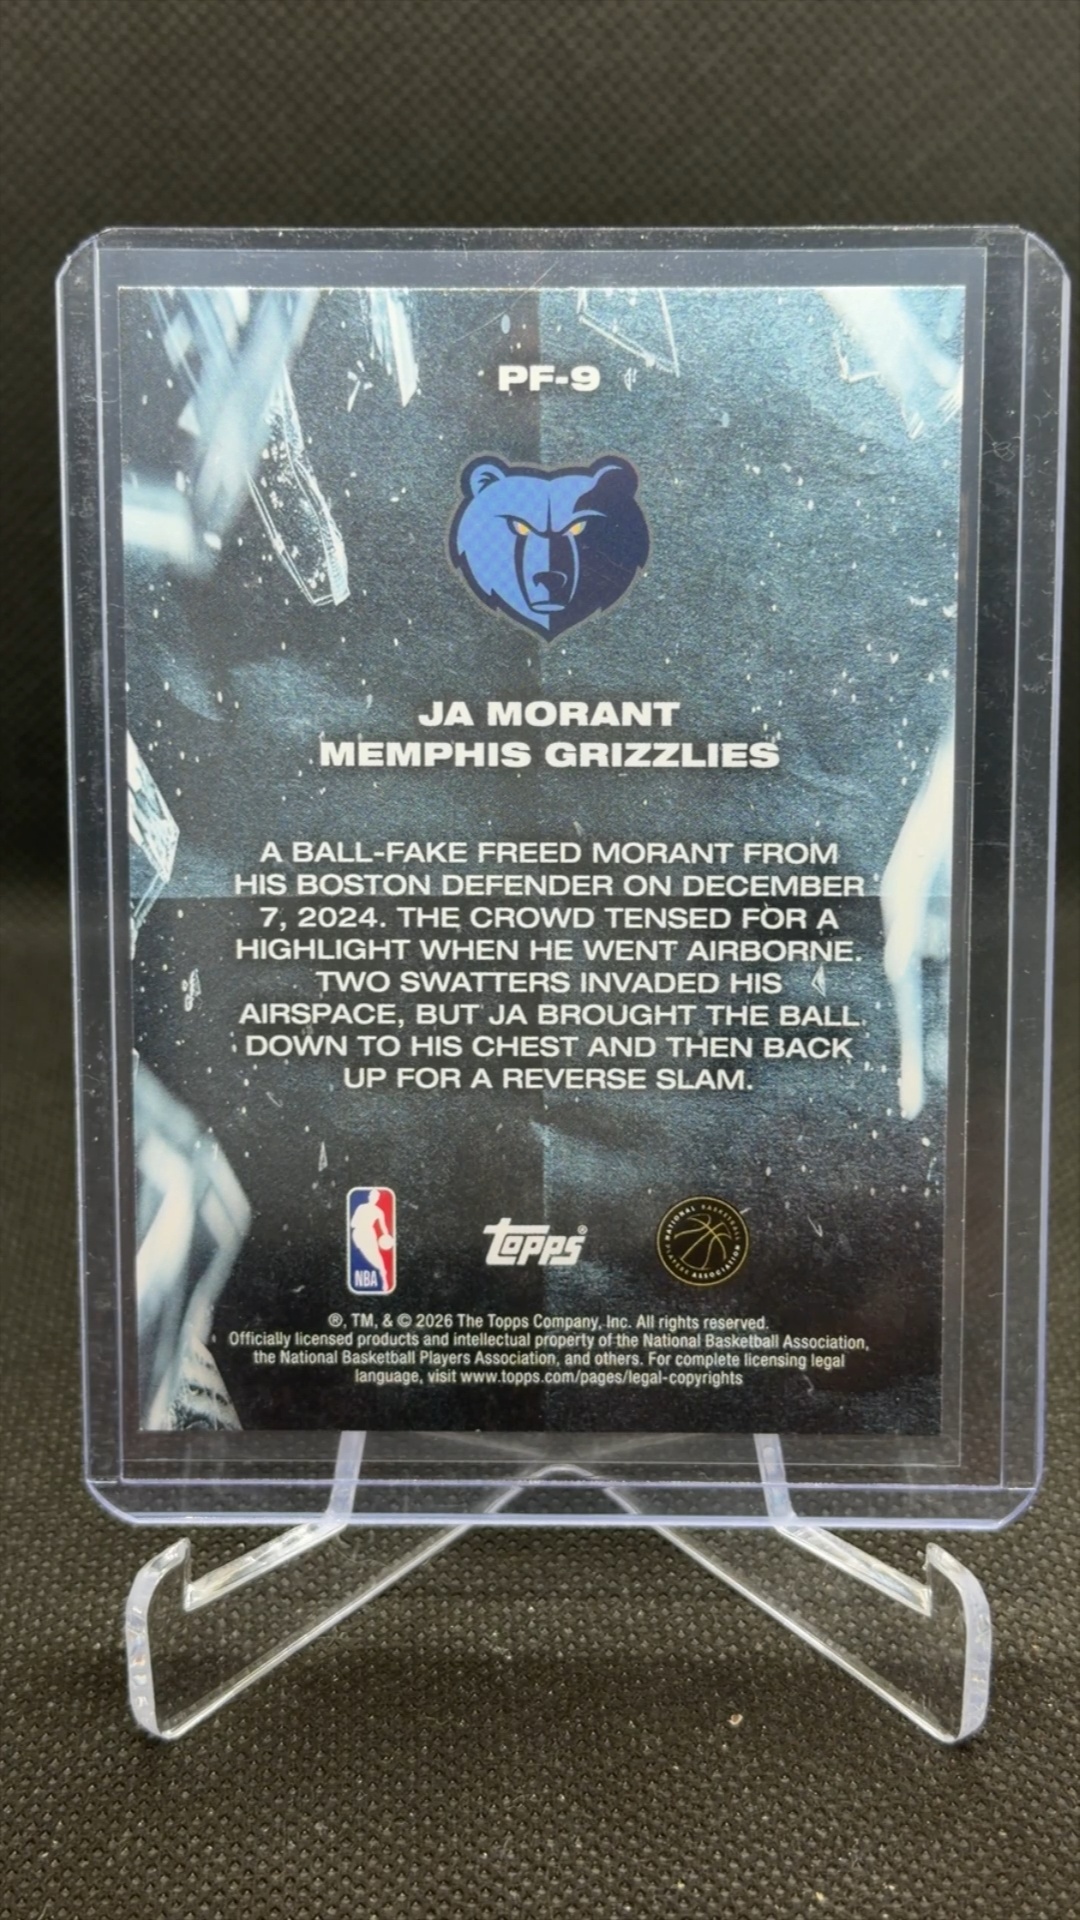 PF-9
JA MORANT
MEMPHIS GRIZZLIES
A BALL-FAKE FREED MORANT FROM
HIS BOSTON DEFENDER ON DECEMBER
7, 2024. THE CROWD TENSED FOR A
HIGHLIGHT WHEN HE WENT AIRBORNE.
TWO SWATTERS INVADED HIS
AIRSPACE, BUT JA BROUGHT THE BALL
DOWN TO HIS CHEST AND THEN BACK
UP FOR A REVERSE SLAM.
NBA
Topps®
NATIONAL BASKETBALL
PLAYERS ASSOCIATION
®, TM, & © 2026 The Topps Company, Inc. All rights reserved.
Officially licensed products and intellectual property of the National Basketball Association,
the National Basketball Players Association, and others. For complete licensing legal
language, visit www.topps.com/pages/legal-copyrights